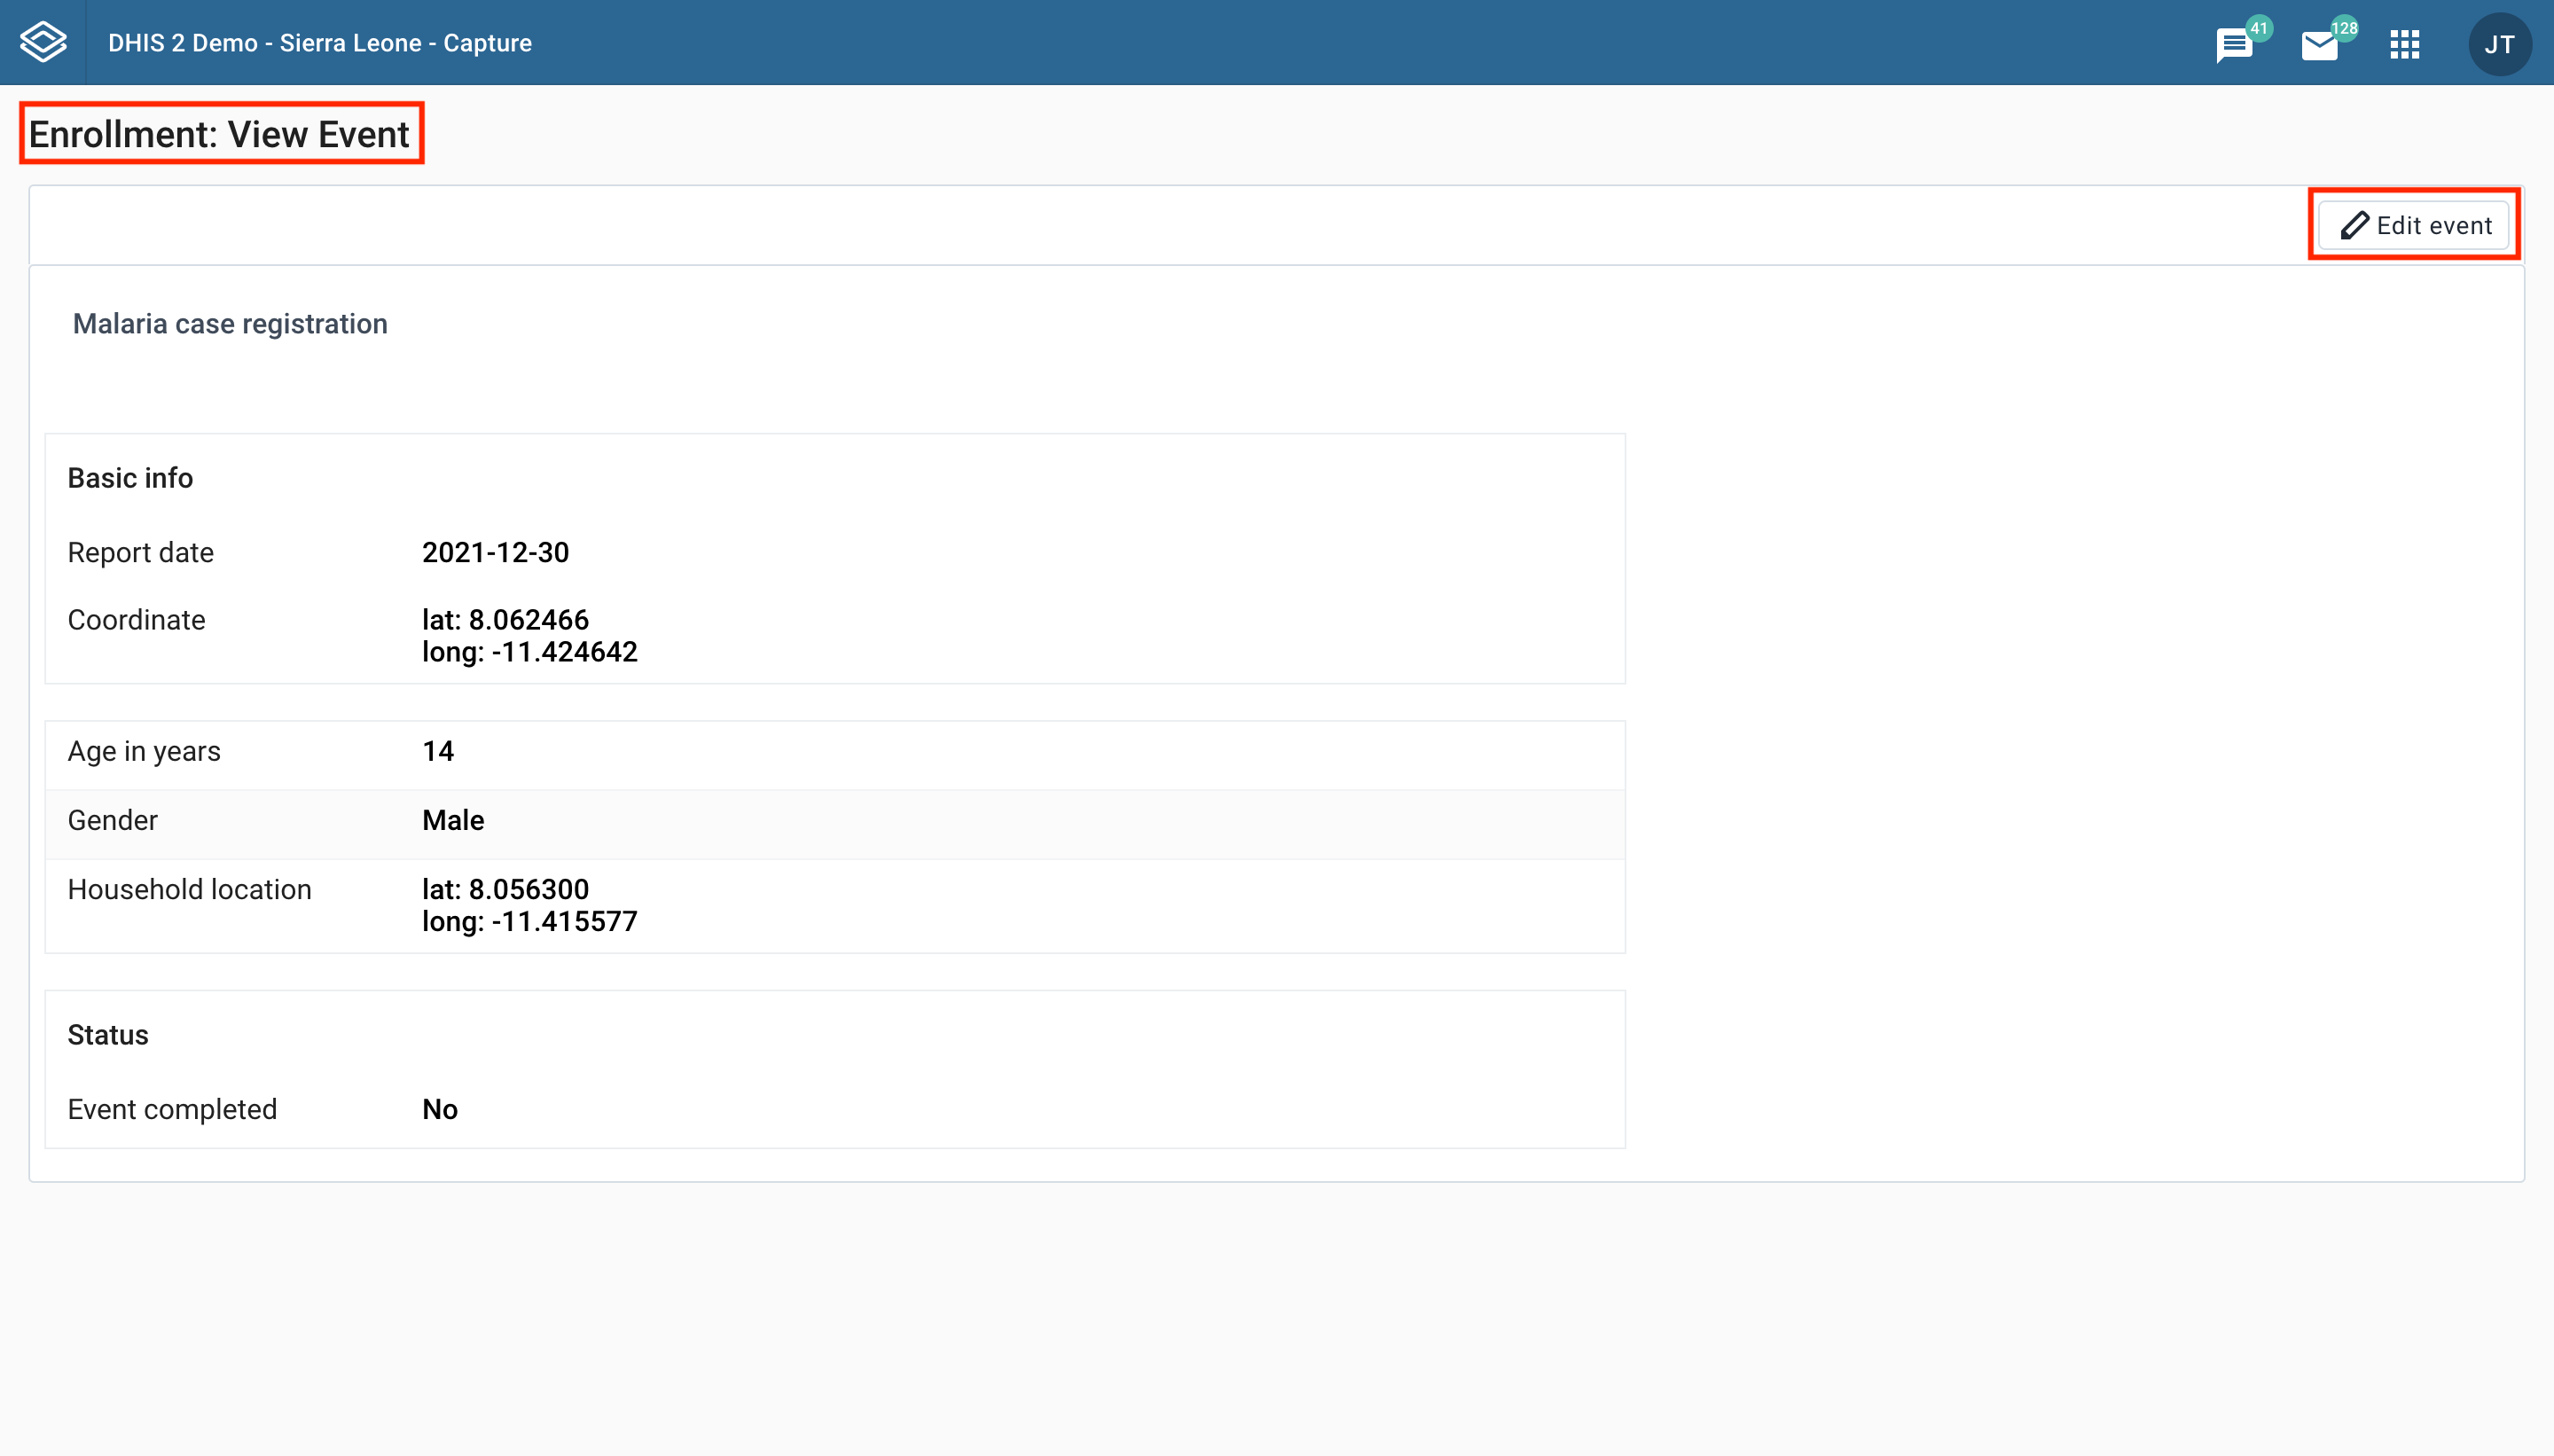 DHIS 2 Demo - Sierra Leone - Capture
41
128
JT
Enrollment: View Event
Edit event
Malaria case registration
Basic info
Report date 2021-12-30
Coordinate lat: 8.062466
long: -11.424642
Age in years 14
Gender Male
Household location lat: 8.056300
long: -11.415577
Status
Event completed No